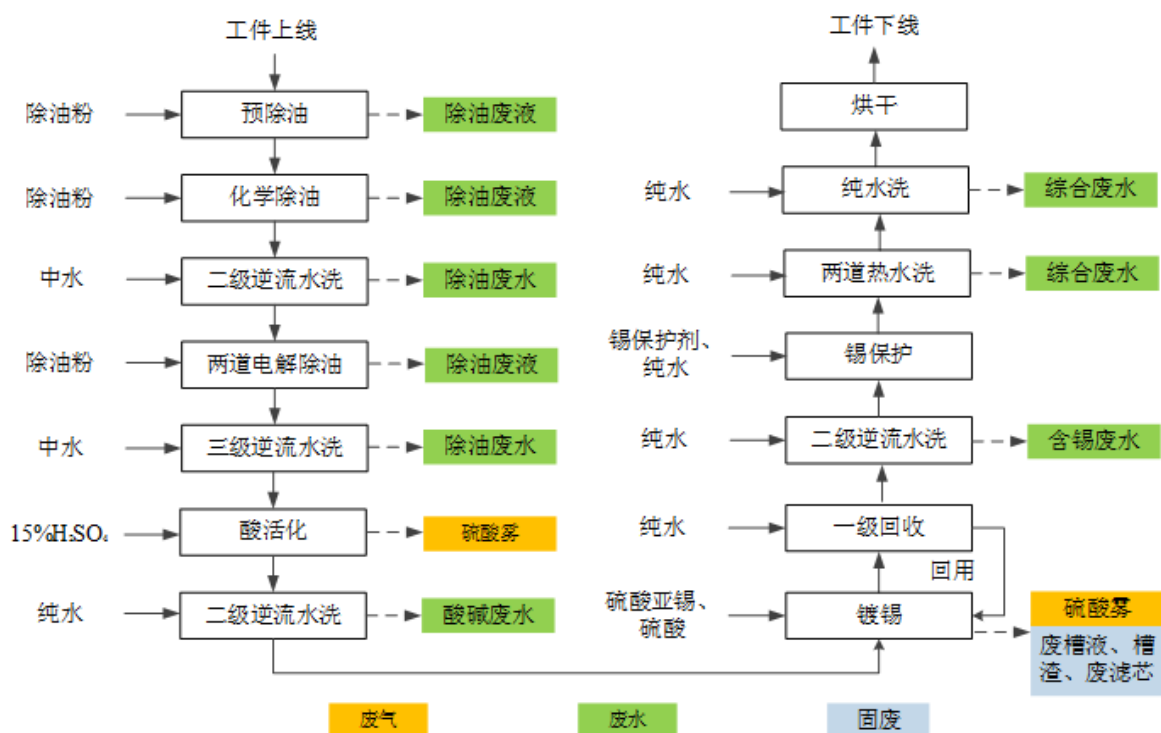 工件上线
除油粉
预除油
除油废液
除油粉
化学除油
除油废液
中水
二级逆流水洗
除油废水
除油粉
两道电解除油
除油废液
中水
三级逆流水洗
除油废水
15%H₂SO₄
酸活化
硫酸雾
纯水
二级逆流水洗
酸碱废水
工件下线
烘干
纯水
纯水洗
综合废水
纯水
两道热水洗
综合废水
锡保护剂、
纯水
锡保护
纯水
二级逆流水洗
含锡废水
纯水
一级回收
回用
硫酸亚锡、
硫酸
镀锡
硫酸雾
废槽液、槽
渣、废滤芯
废气
废水
固废